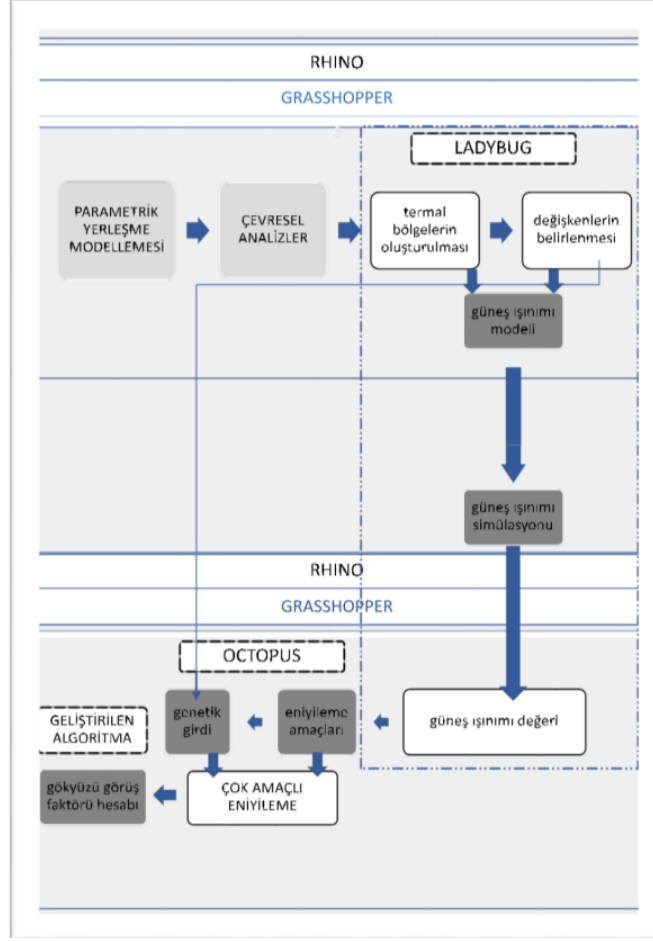 RHINO
GRASSHOPPER
LADYBUG
PARAMETRİK
YERLEŞME
MODELLEMESİ
ÇEVRESEL
ANALİZLER
termal
bölgelerin
oluşturulması
değişkenlerin
belirlenmesi
güneş ışınımı
modeli
güneş ışınımı
simülasyonu
RHINO
GRASSHOPPER
OCTOPUS
GELİŞTİRİLEN
ALGORİTMA
genetik
girdi
eniyileme
amaçları
güneş ışınımı değeri
gökyüzü görüş
faktörü hesabı
ÇOK AMAÇLI
ENİYİLEME